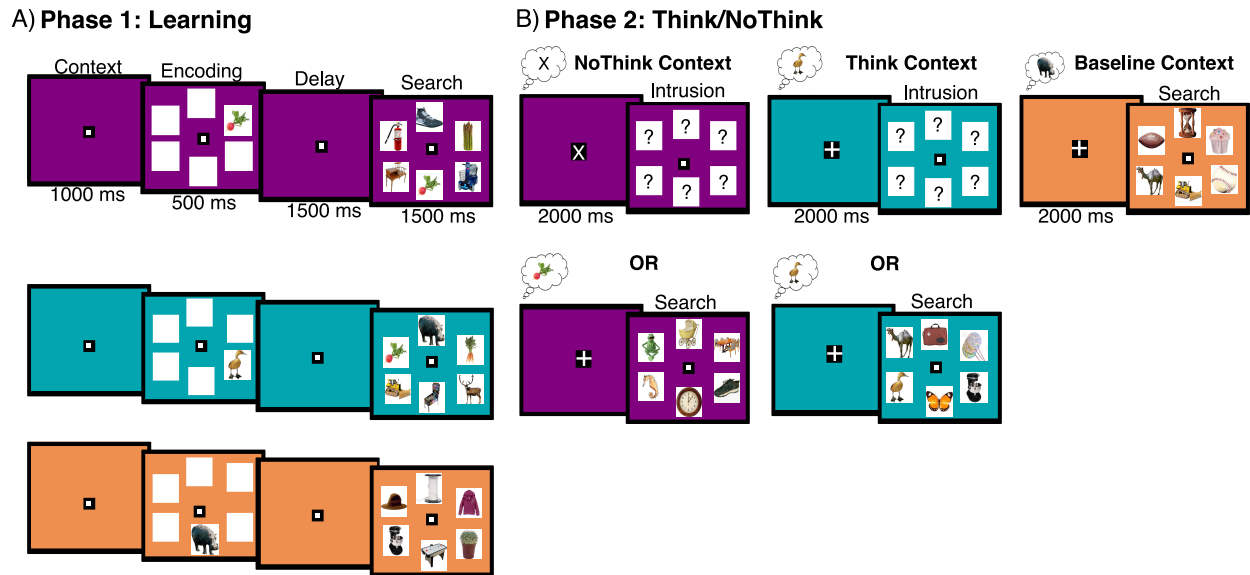 A) Phase 1: Learning
Context
Encoding
Delay
Search
1000 ms
500 ms
1500 ms
1500 ms
B) Phase 2: Think/NoThink
X
NoThink Context
Intrusion
X
? ? ?
? ? ?
2000 ms
Think Context
Intrusion
? ? ?
? ? ?
2000 ms
Baseline Context
Search
2000 ms
OR
Search
OR
Search